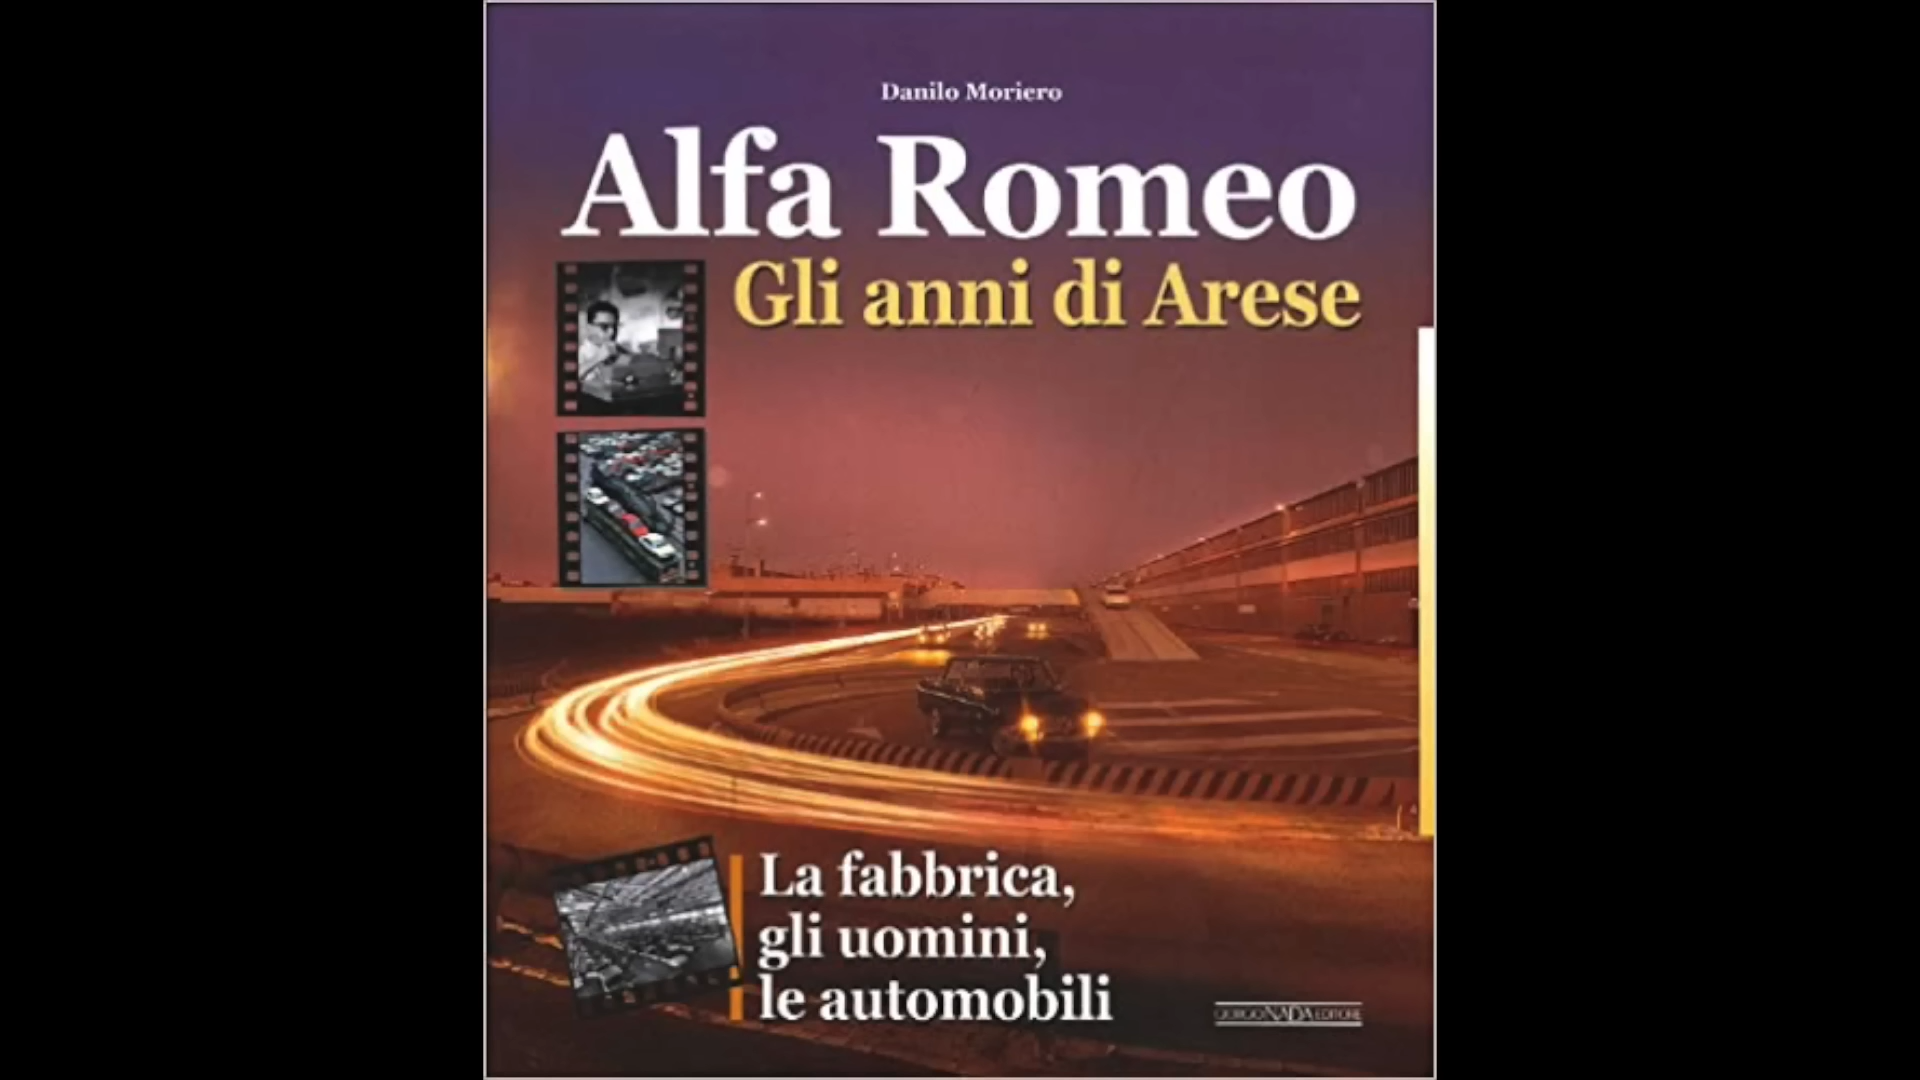 Danilo Moriero
Alfa Romeo
Gli anni di Arese
La fabbrica,
gli uomini,
le automobili
GIORGIO NADA EDITORE